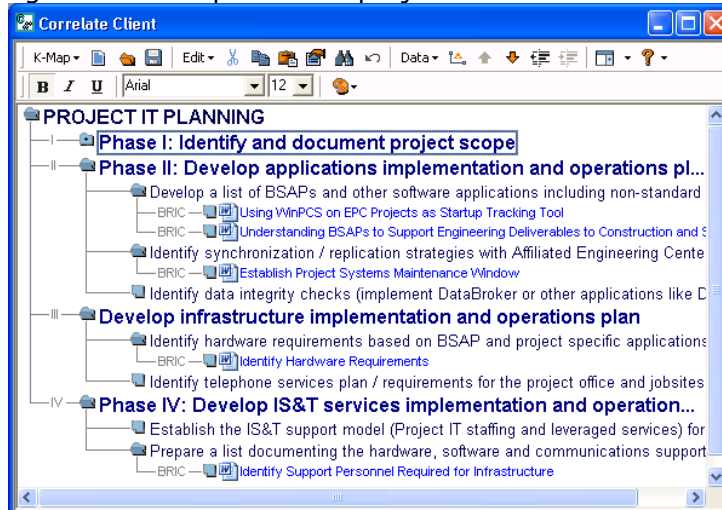 Correlate Client
K-Map Edit Data
B I U Arial 12
PROJECT IT PLANNING
I Phase I: Identify and document project scope
II Phase II: Develop applications implementation and operations pl...
Develop a list of BSAPs and other software applications including non-standard
BRIC Using WinPCS on EPC Projects as Startup Tracking Tool
BRIC Understanding BSAPs to Support Engineering Deliverables to Construction and S
Identify synchronization / replication strategies with Affiliated Engineering Cente
BRIC Establish Project Systems Maintenance Window
Identify data integrity checks (implement DataBroker or other applications like D
III Develop infrastructure implementation and operations plan
Identify hardware requirements based on BSAP and project specific applications
BRIC Identify Hardware Requirements
Identify telephone services plan / requirements for the project office and jobsites
IV Phase IV: Develop IS&T services implementation and operation...
Establish the IS&T support model (Project IT staffing and leveraged services) for
Prepare a list documenting the hardware, software and communications support
BRIC Identify Support Personnel Required for Infrastructure